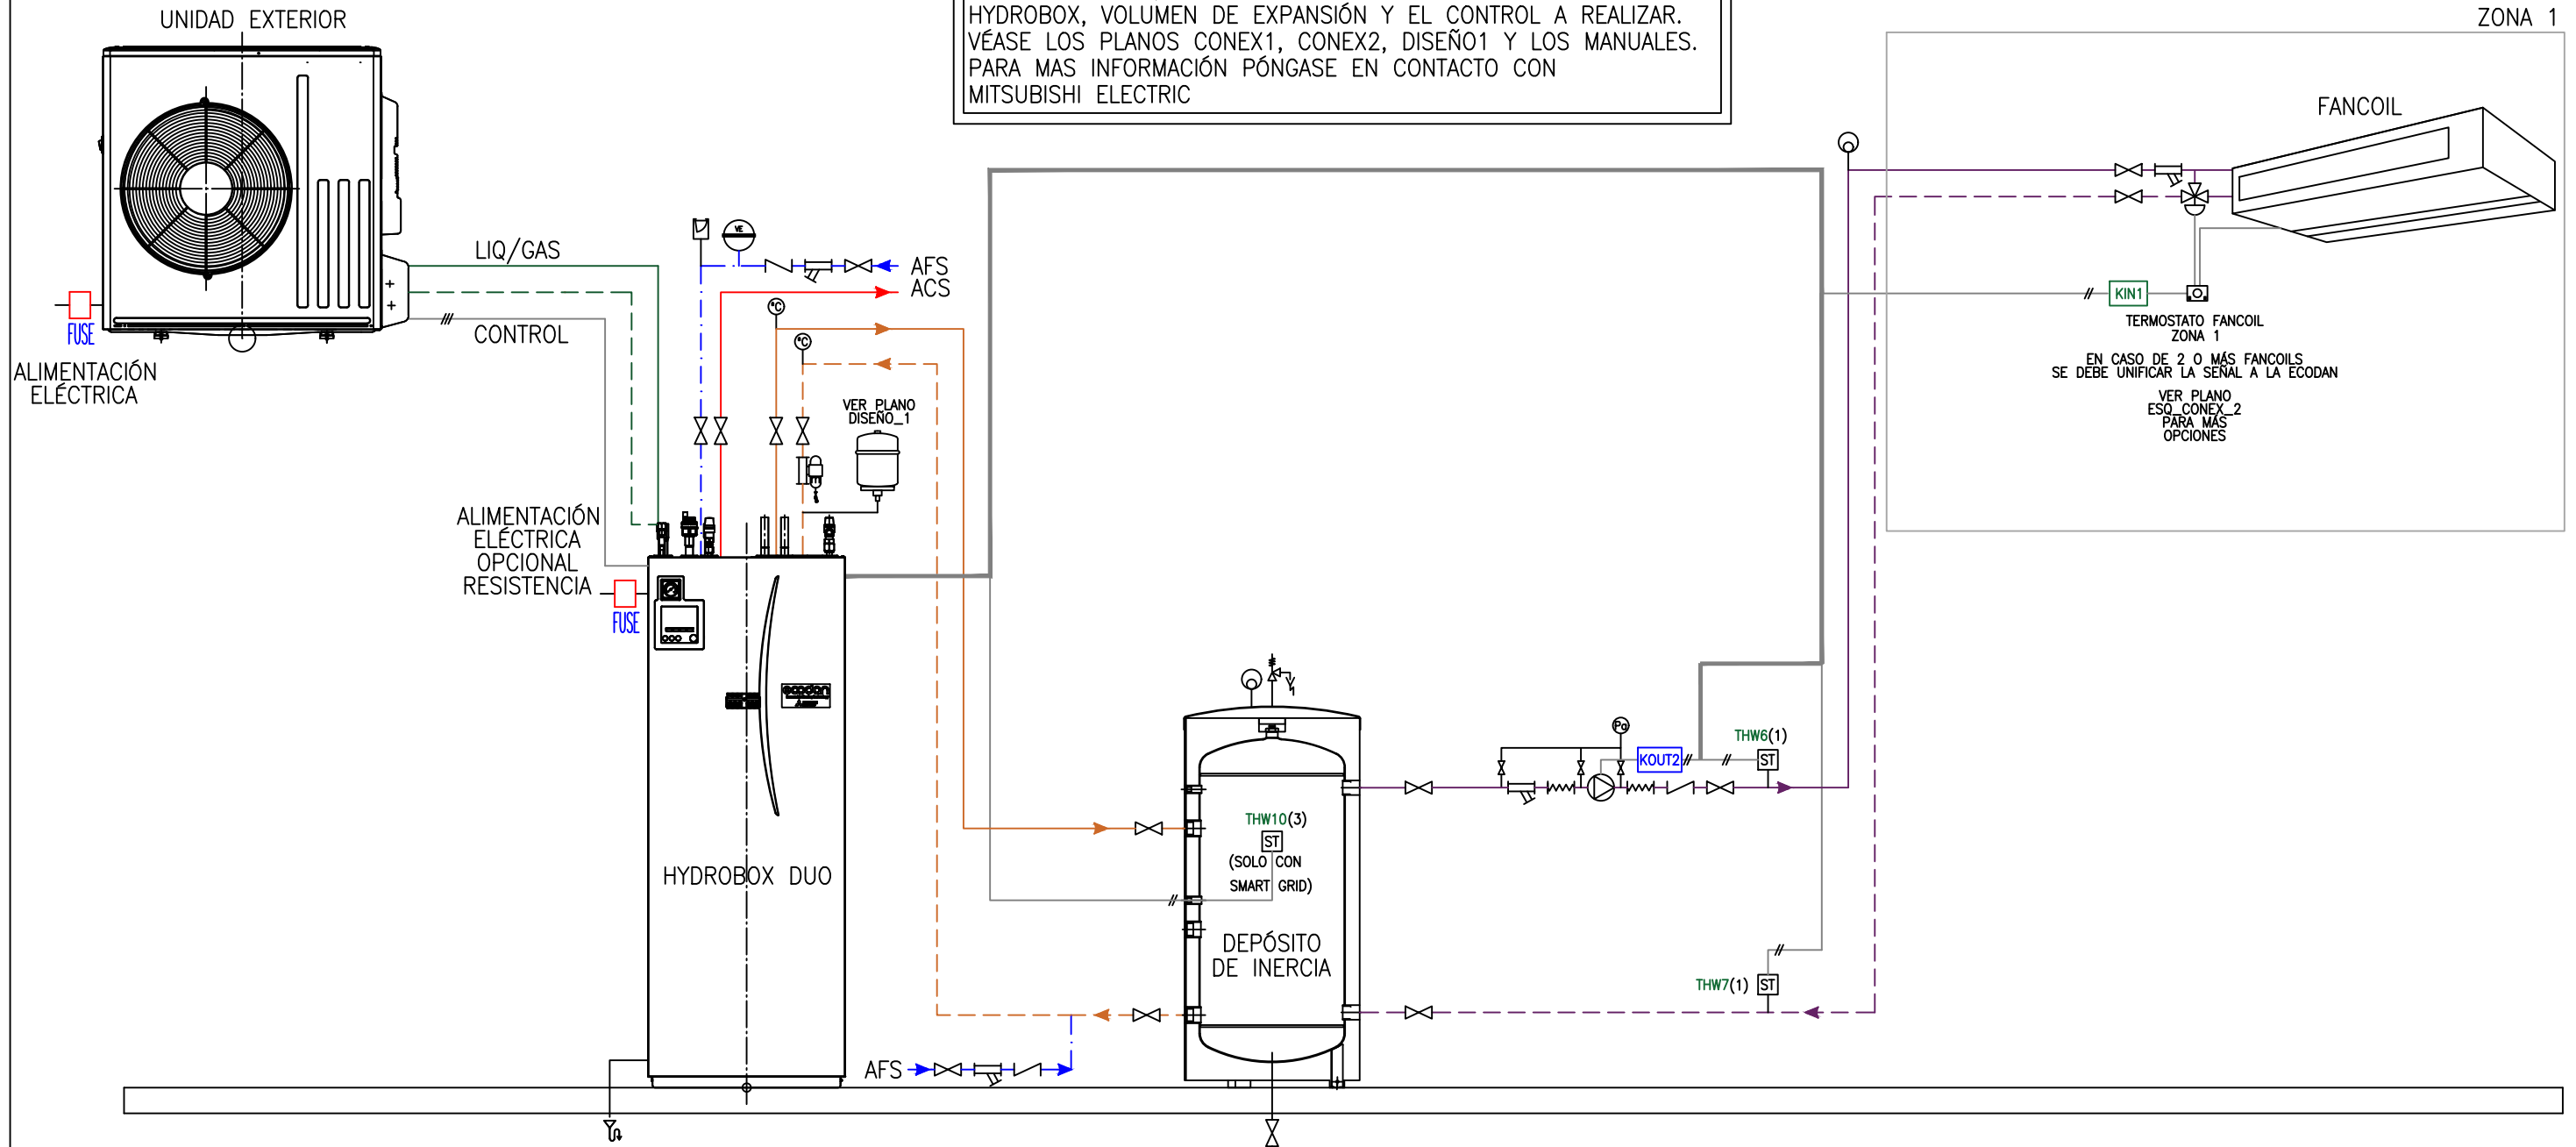 UNIDAD EXTERIOR
HYDROBOX, VOLUMEN DE EXPANSIÓN Y EL CONTROL A REALIZAR.
VÉASE LOS PLANOS CONEX1, CONEX2, DISEÑO1 Y LOS MANUALES.
PARA MAS INFORMACIÓN PÓNGASE EN CONTACTO CON
MITSUBISHI ELECTRIC
ZONA 1
FANCOIL
LIQ/GAS
CONTROL
FUSE
ALIMENTACIÓN
ELÉCTRICA
VE
AFS
ACS
°C
°C
VER PLANO
DISEÑO_1
KIN1
TERMOSTATO FANCOIL
ZONA 1
EN CASO DE 2 O MÁS FANCOILS
SE DEBE UNIFICAR LA SEÑAL A LA ECODAN
VER PLANO
ESQ_CONEX_2
PARA MÁS
OPCIONES
ALIMENTACIÓN
ELÉCTRICA
OPCIONAL
RESISTENCIA
FUSE
ecodan
HYDROBOX DUO
THW10(3)
ST
(SOLO CON
SMART GRID)
DEPÓSITO
DE INERCIA
Pa
KOUT2
THW6(1)
ST
THW7(1)
ST
AFS